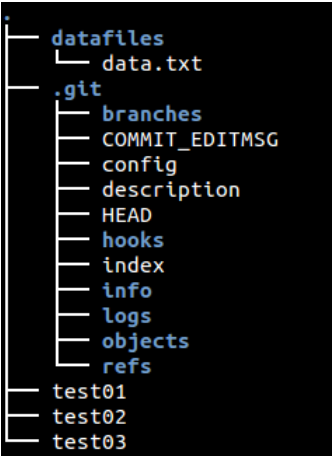 .
datafiles
data.txt
.git
branches
COMMIT_EDITMSG
config
description
HEAD
hooks
index
info
logs
objects
refs
test01
test02
test03